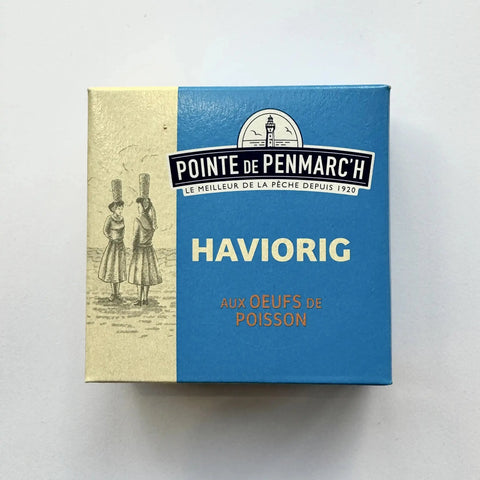 POINTE DE PENMARC'H
LE MEILLEUR DE LA PÊCHE DEPUIS 1920
HAVIORIG
AUX OEUFS DE
POISSON